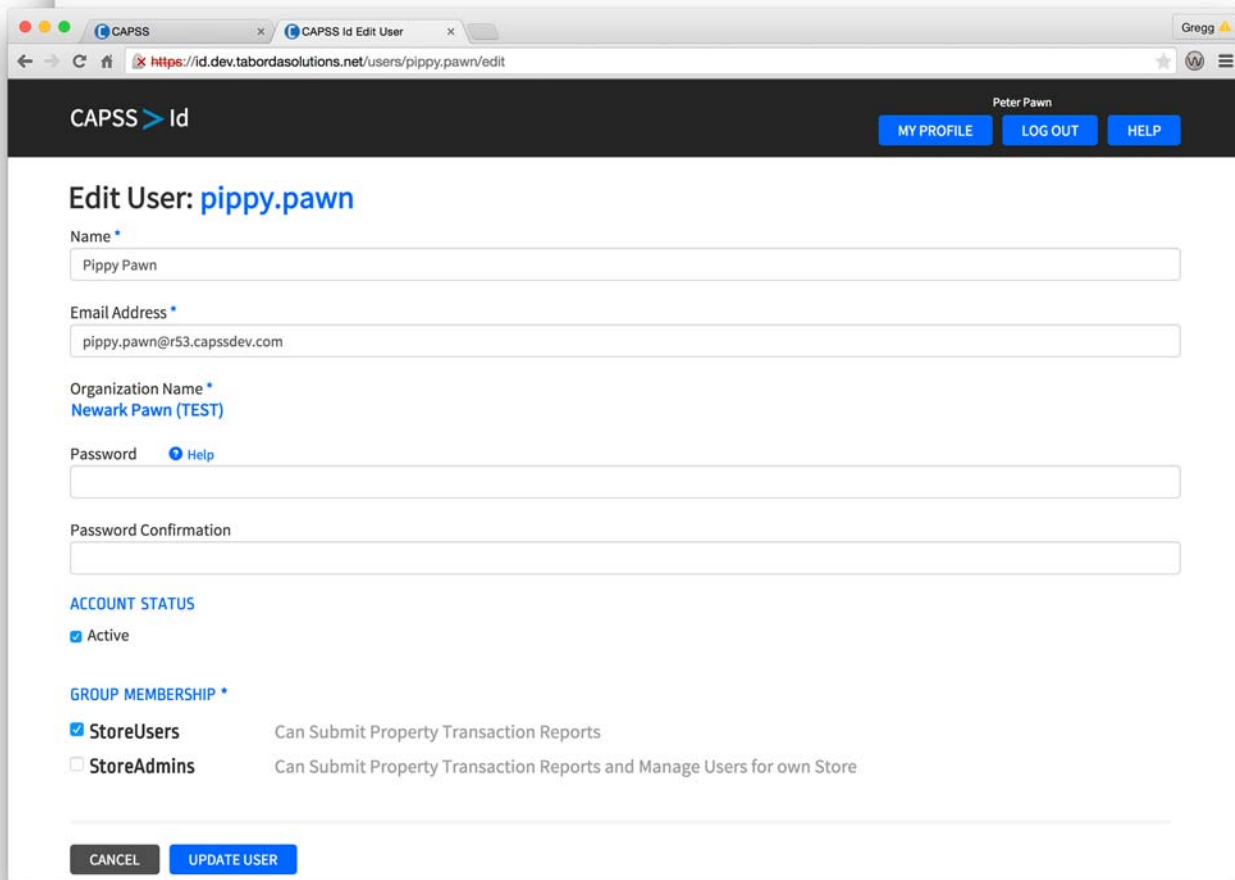 CAPSS
CAPSS Id Edit User
Gregg
https://id.dev.tabordasolutions.net/users/pippy.pawn/edit
CAPSS > Id
Peter Pawn
MY PROFILE LOG OUT HELP
Edit User: pippy.pawn
Name *
Pippy Pawn
Email Address *
pippy.pawn@r53.capssdev.com
Organization Name *
Newark Pawn (TEST)
Password Help
Password Confirmation
ACCOUNT STATUS
Active
GROUP MEMBERSHIP *
StoreUsers Can Submit Property Transaction Reports
StoreAdmins Can Submit Property Transaction Reports and Manage Users for own Store
CANCEL UPDATE USER